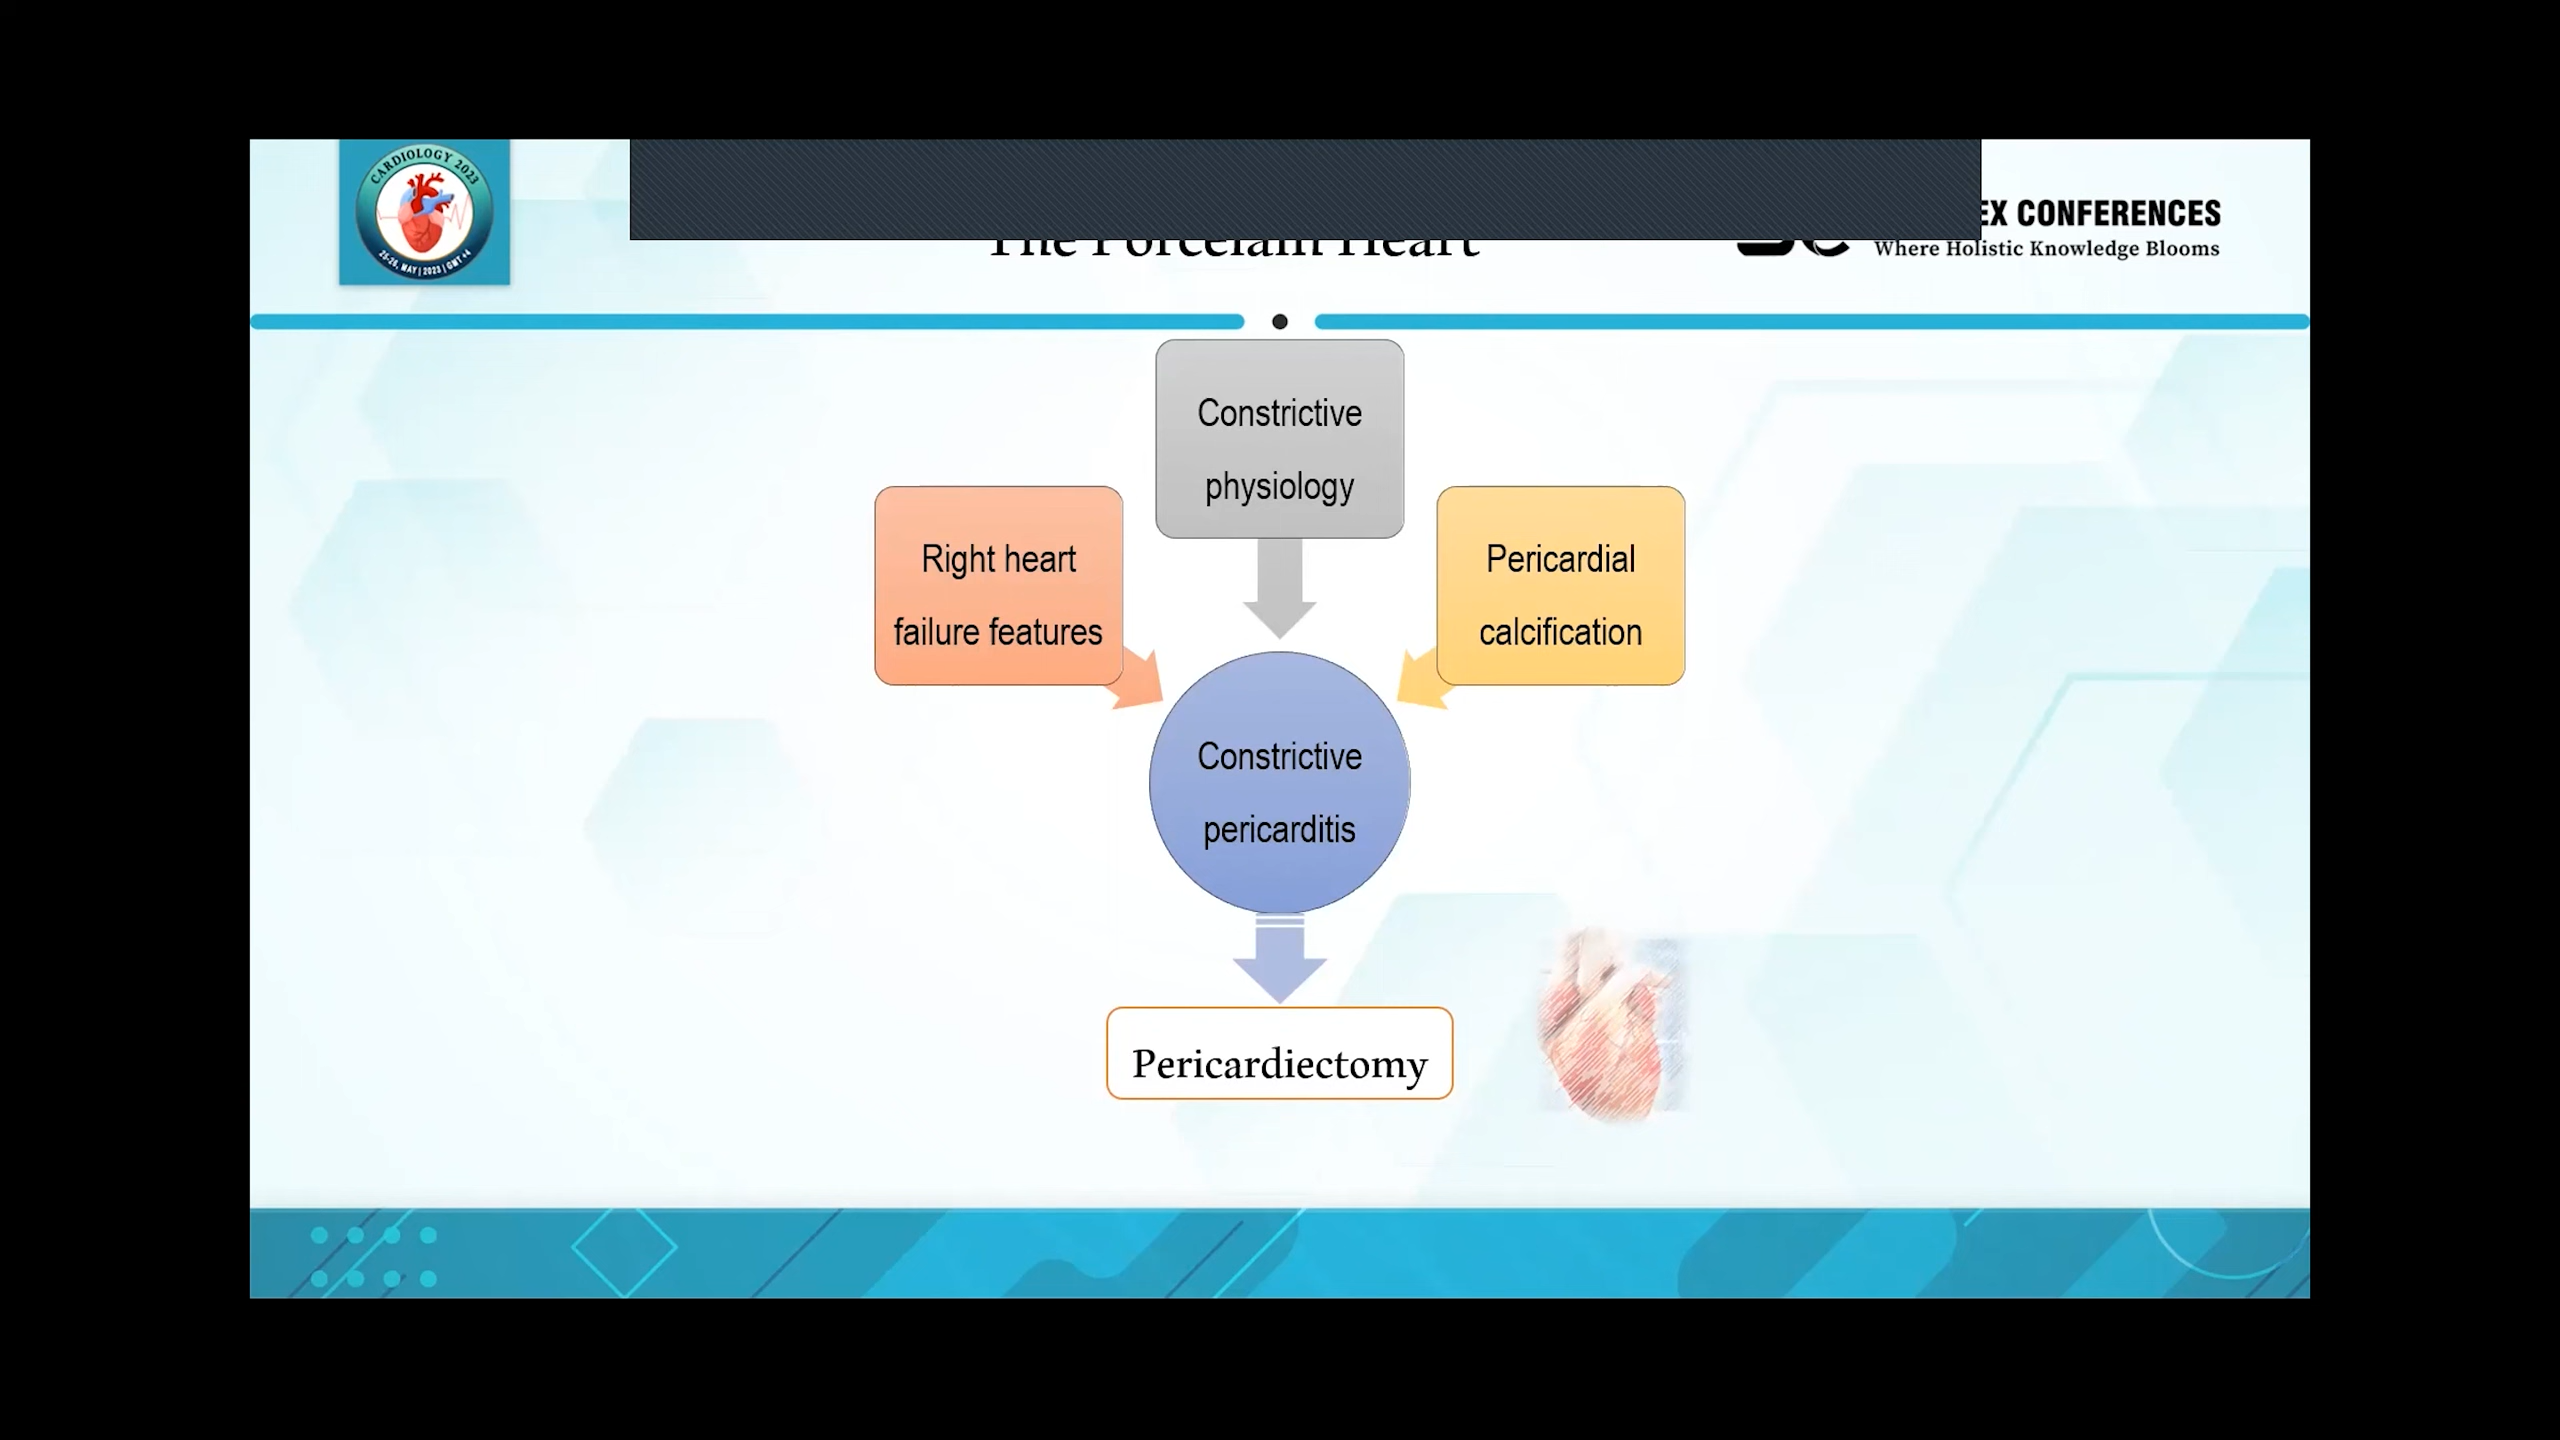 CARDIOLOGY 2023
25-26, MAY | 2023 | GMT +4
The Porcelain Heart
EX CONFERENCES
Where Holistic Knowledge Blooms
Constrictive
physiology
Right heart
failure features
Pericardial
calcification
Constrictive
pericarditis
Pericardiectomy